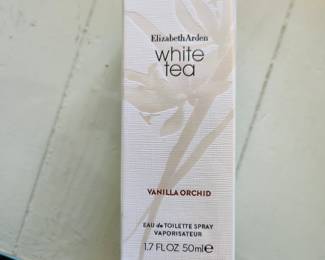 ElizabethArden
white
tea
VANILLA ORCHID
EAU de TOILETTE SPRAY
VAPORISATEUR
1.7 FL OZ 50ml℮